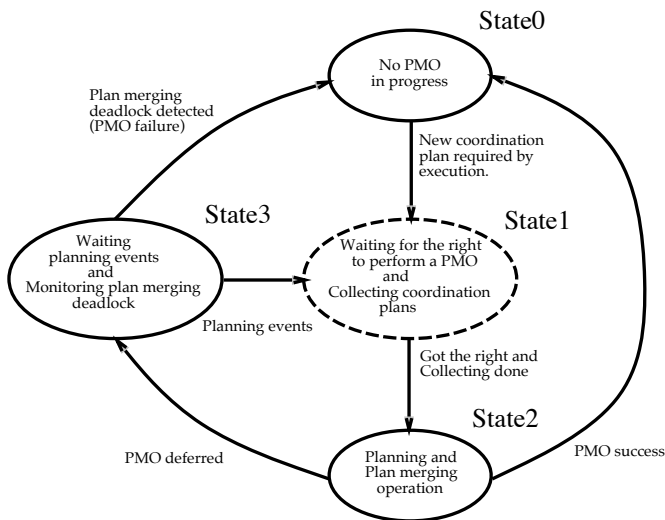 State0
No PMO
in progress
Plan merging
deadlock detected
(PMO failure)
New coordination
plan required by
execution.
State3
State1
Waiting
planning events
and
Monitoring plan merging
deadlock
Waiting for the right
to perform a PMO
and
Collecting coordination
plans
Planning events
Got the right and
Collecting done
State2
PMO deferred
Planning and
Plan merging
operation
PMO success